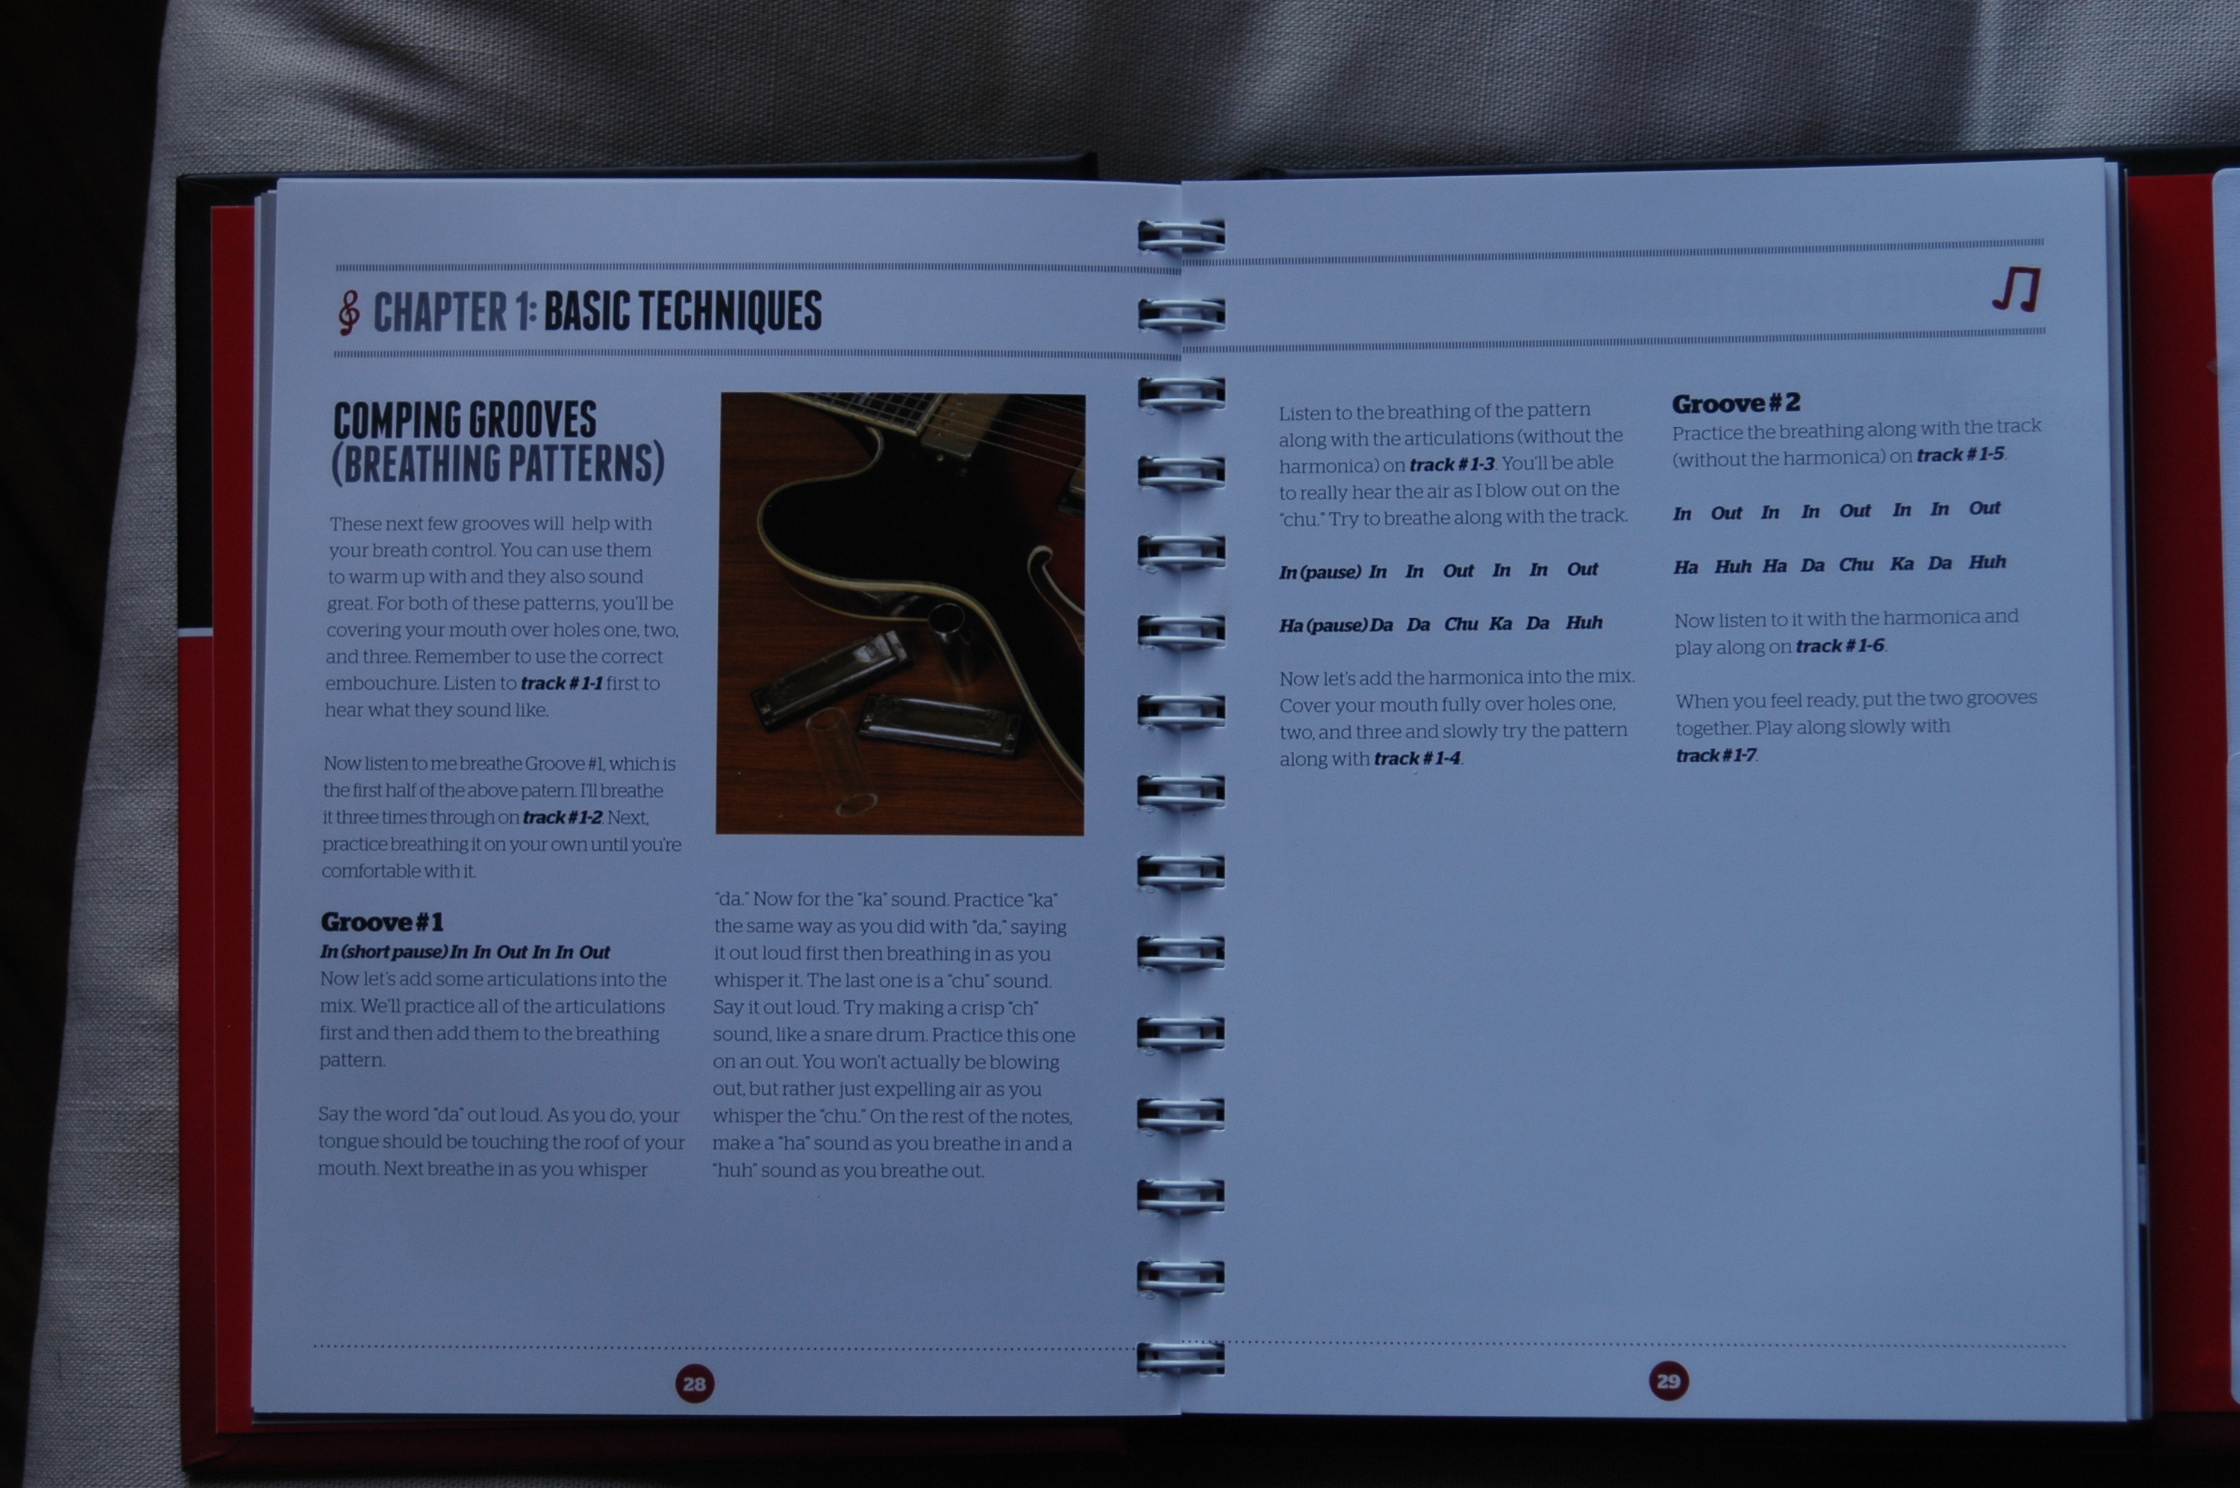 CHAPTER 1: BASIC TECHNIQUES
COMPING GROOVES
(BREATHING PATTERNS)
These next few grooves will help with
your breath control. You can use them
to warm up with and they also sound
great. For both of these patterns, you'll be
covering your mouth over holes one, two,
and three. Remember to use the correct
embouchure. Listen to track #1-1 first to
hear what they sound like.
Now listen to me breathe Groove #1, which is
the first half of the above patern. I'll breathe
it three times through on track #1-2. Next,
practice breathing it on your own until you're
comfortable with it.
Groove #1
In (short pause) In In Out In In Out
Now let's add some articulations into the
mix. We'll practice all of the articulations
first and then add them to the breathing
pattern.
Say the word "da" out loud. As you do, your
tongue should be touching the roof of your
mouth. Next breathe in as you whisper
"da." Now for the "ka" sound. Practice "ka"
the same way as you did with "da," saying
it out loud first then breathing in as you
whisper it. The last one is a "chu" sound.
Say it out loud. Try making a crisp "ch"
sound, like a snare drum. Practice this one
on an out. You won't actually be blowing
out, but rather just expelling air as you
whisper the "chu." On the rest of the notes,
make a "ha" sound as you breathe in and a
"huh" sound as you breathe out.
28
Listen to the breathing of the pattern
along with the articulations (without the
harmonica) on track #1-3. You'll be able
to really hear the air as I blow out on the
"chu." Try to breathe along with the track.
In (pause) In In Out In In Out
Ha (pause) Da Da Chu Ka Da Huh
Now let's add the harmonica into the mix.
Cover your mouth fully over holes one,
two, and three and slowly try the pattern
along with track #1-4.
Groove #2
Practice the breathing along with the track
(without the harmonica) on track #1-5.
In Out In In Out In In Out
Ha Huh Ha Da Chu Ka Da Huh
Now listen to it with the harmonica and
play along on track #1-6.
When you feel ready, put the two grooves
together. Play along slowly with
track #1-7.
29